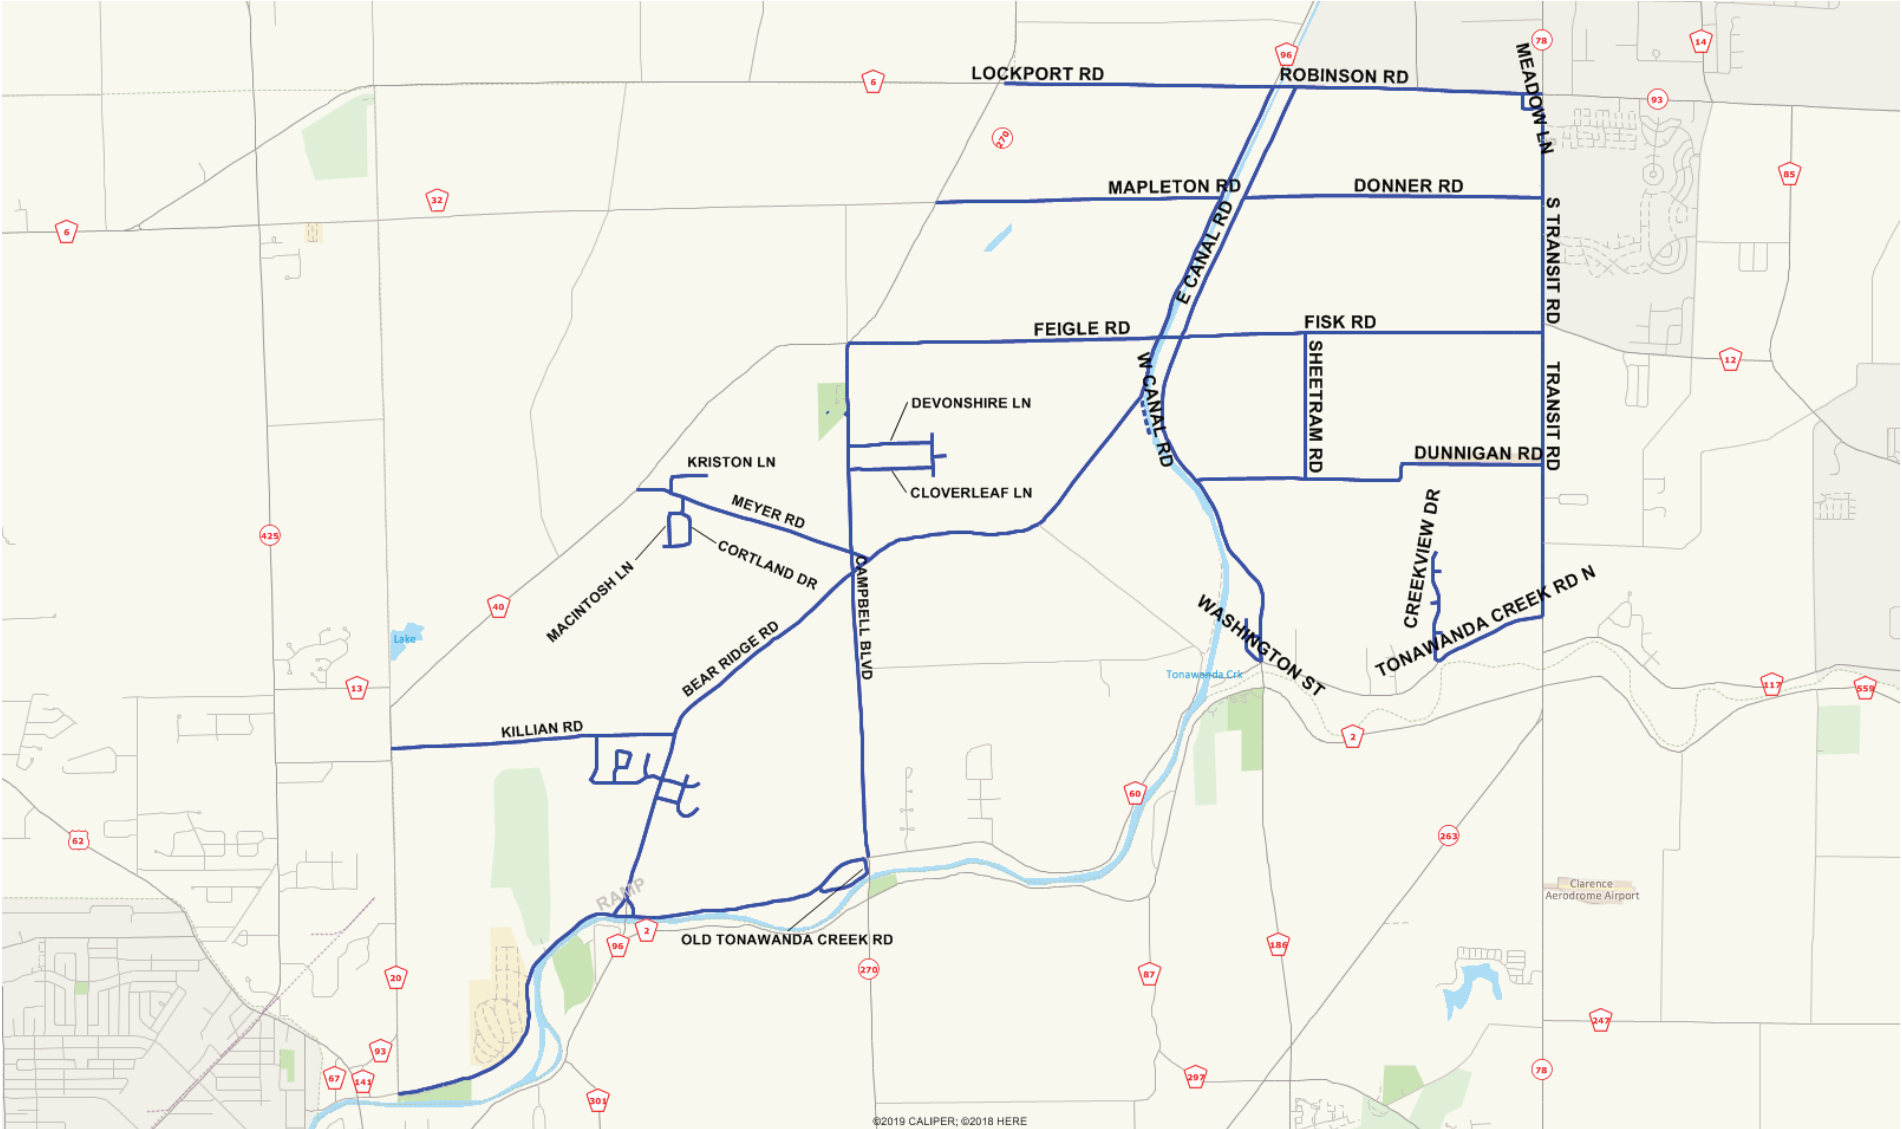 96
78
14
LOCKPORT RD
ROBINSON RD
MEADOW LN
6
93
270
85
MAPLETON RD
DONNER RD
32
6
E CANAL RD
S TRANSIT RD
FEIGLE RD
FISK RD
12
W CANAL RD
SHEETRAM RD
TRANSIT RD
DEVONSHIRE LN
KRISTON LN
DUNNIGAN RD
CLOVERLEAF LN
MEYER RD
425
CREEKVIEW DR
CORTLAND DR
MACINTOSH LN
CAMPBELL BLVD
40
WASHINGTON ST
TONAWANDA CREEK RD N
Lake
BEAR RIDGE RD
Tonawanda Crk
13
117
559
KILLIAN RD
2
60
62
263
RAMP
Clarence
Aerodrome Airport
2
96
OLD TONAWANDA CREEK RD
186
20
270
87
247
93
67
141
297
78
301
©2019 CALIPER; ©2018 HERE